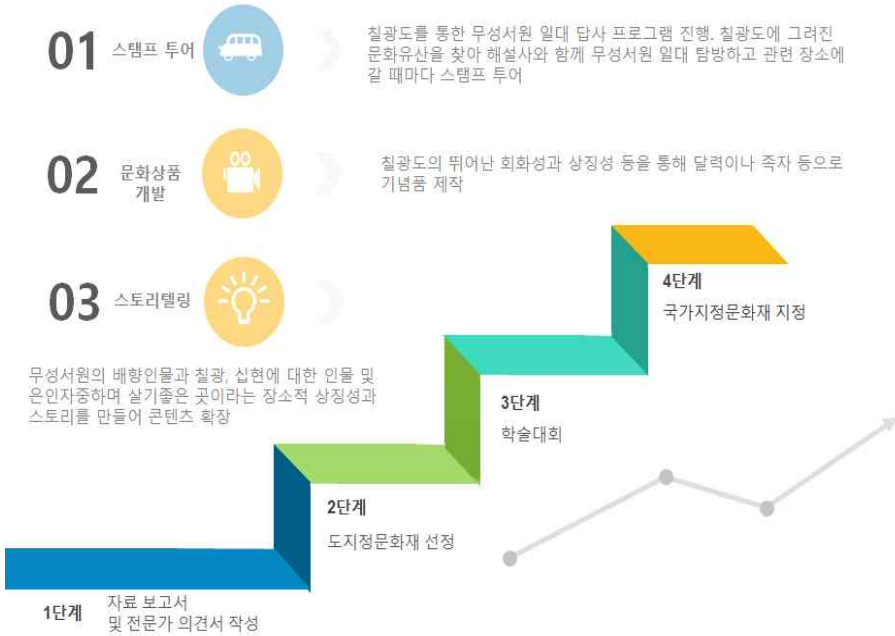 01 스탬프 투어
칠광도를 통한 무성서원 일대 답사 프로그램 진행. 칠광도에 그려진
문화유산을 찾아 해설사와 함께 무성서원 일대 탐방하고 관련 장소에
갈 때마다 스탬프 투어
02 문화상품
개발
칠광도의 뛰어난 회화성과 상징성 등을 통해 달력이나 족자 등으로
기념품 제작
03 스토리텔링
무성서원의 배향인물과 칠광, 십현에 대한 인물 및
은인자중하며 살기좋은 곳이라는 장소적 상징성과
스토리를 만들어 콘텐츠 확장
4단계
국가지정문화재 지정
3단계
학술대회
2단계
도지정문화재 선정
1단계
자료 보고서
및 전문가 의견서 작성